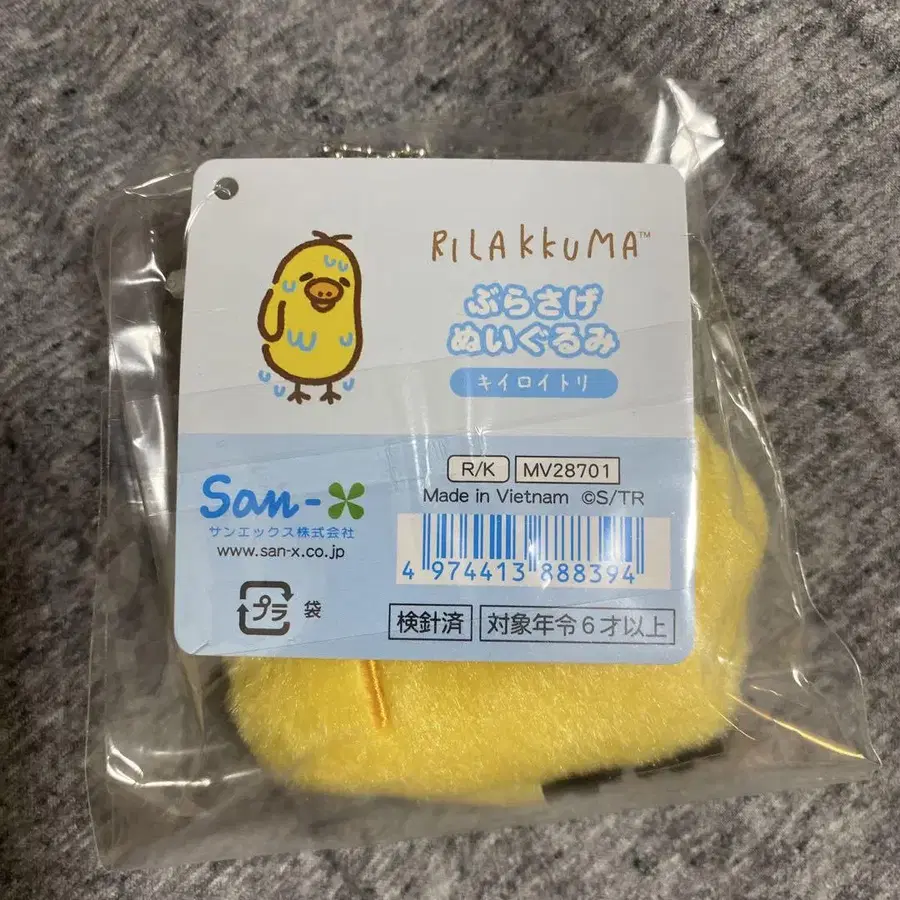 RILAKKUMA™
ぶらさげ
ぬいぐるみ
キイロイトリ
R/K MV28701
Made in Vietnam ©S/TR
San-X
サンエックス株式会社
www.san-x.co.jp
4 974413 888394
プラ 袋
検針済 対象年令6才以上